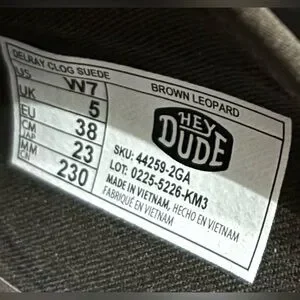 DELRAY CLOG SUEDE
BROWN LEOPARD
US W7
UK 5
EU 38
CM JAP 23
MM CN 230
HEY
DUDE
SKU: 44259-2GA
LOT: 0225-5226-KM3
MADE IN VIETNAM, HECHO EN VIETNAM
FABRIQUÉ EN VIETNAM